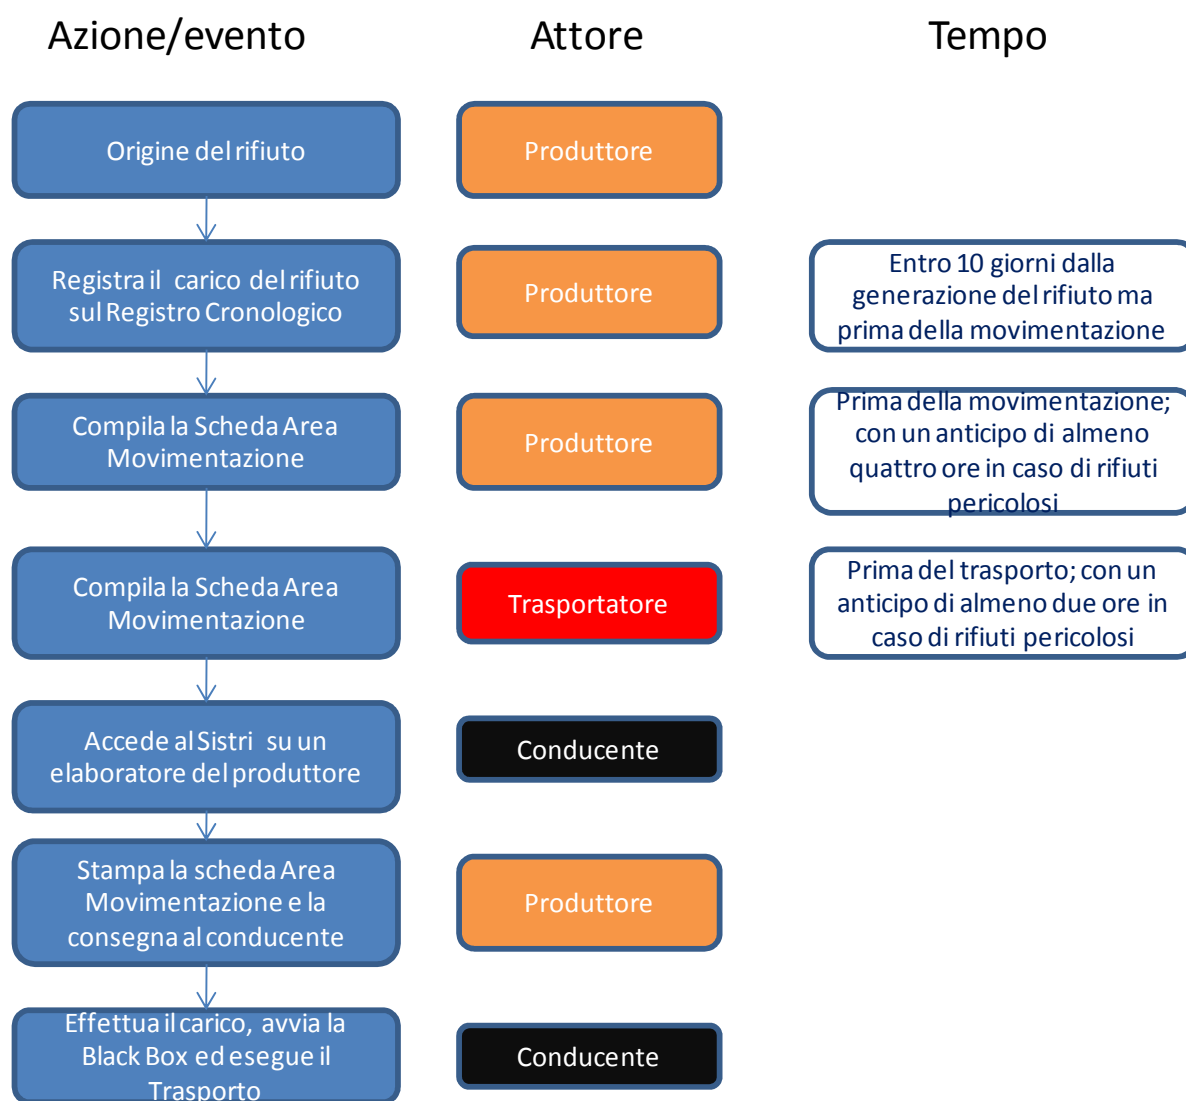 Azione/evento
Attore
Tempo
Origine del rifiuto
Produttore
Registra il carico del rifiuto
sul Registro Cronologico
Produttore
Entro 10 giorni dalla
generazione del rifiuto ma
prima della movimentazione
Compila la Scheda Area
Movimentazione
Produttore
Prima della movimentazione;
con un anticipo di almeno
quattro ore in caso di rifiuti
pericolosi
Compila la Scheda Area
Movimentazione
Trasportatore
Prima del trasporto; con un
anticipo di almeno due ore in
caso di rifiuti pericolosi
Accede al Sistri su un
elaboratore del produttore
Conducente
Stampa la scheda Area
Movimentazione e la
consegna al conducente
Produttore
Effettua il carico, avvia la
Black Box ed esegue il
Trasporto
Conducente